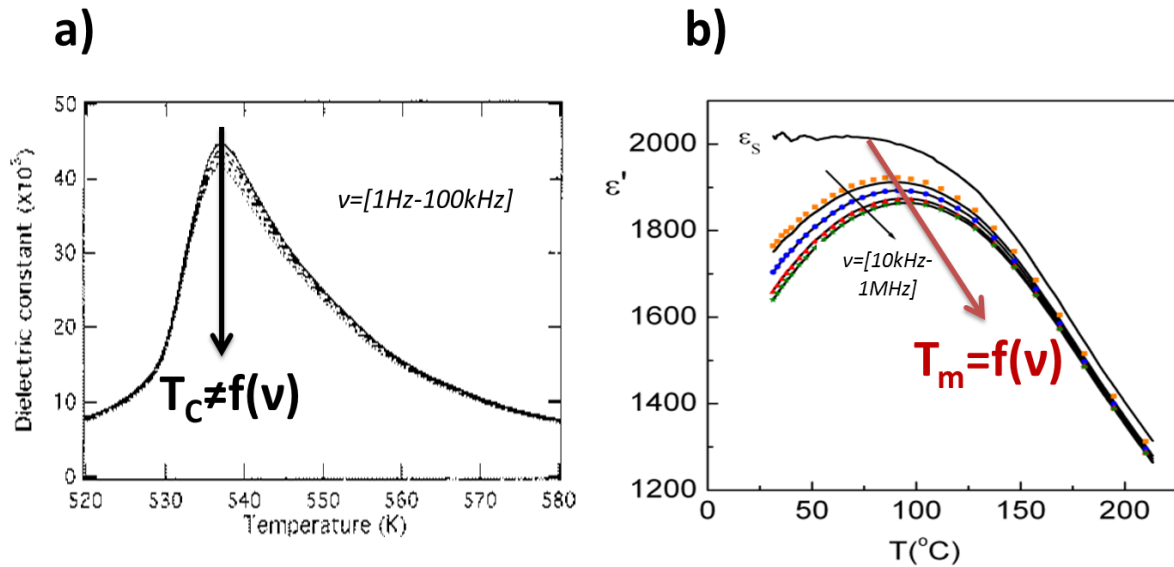 a)
Dielectric constant (x10³)
50
40
30
20
10
0
ν=[1Hz-100kHz]
T_C≠f(ν)
520 530 540 550 560 570 580
Temperature (K)
b)
ε'
2000
1800
1600
1400
1200
ε_S
ν=[10kHz-
1MHz]
T_m=f(ν)
0 50 100 150 200
T(°C)